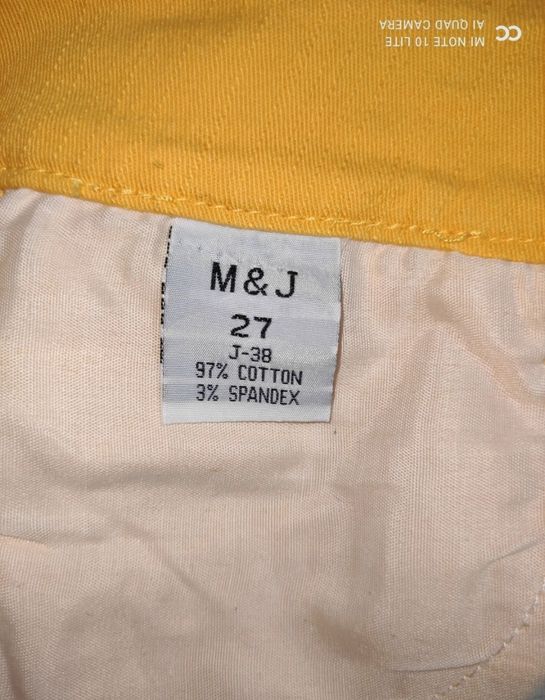 M & J
27
J-38
97% COTTON
3% SPANDEX
MI NOTE 10 LITE
AI QUAD CAMERA